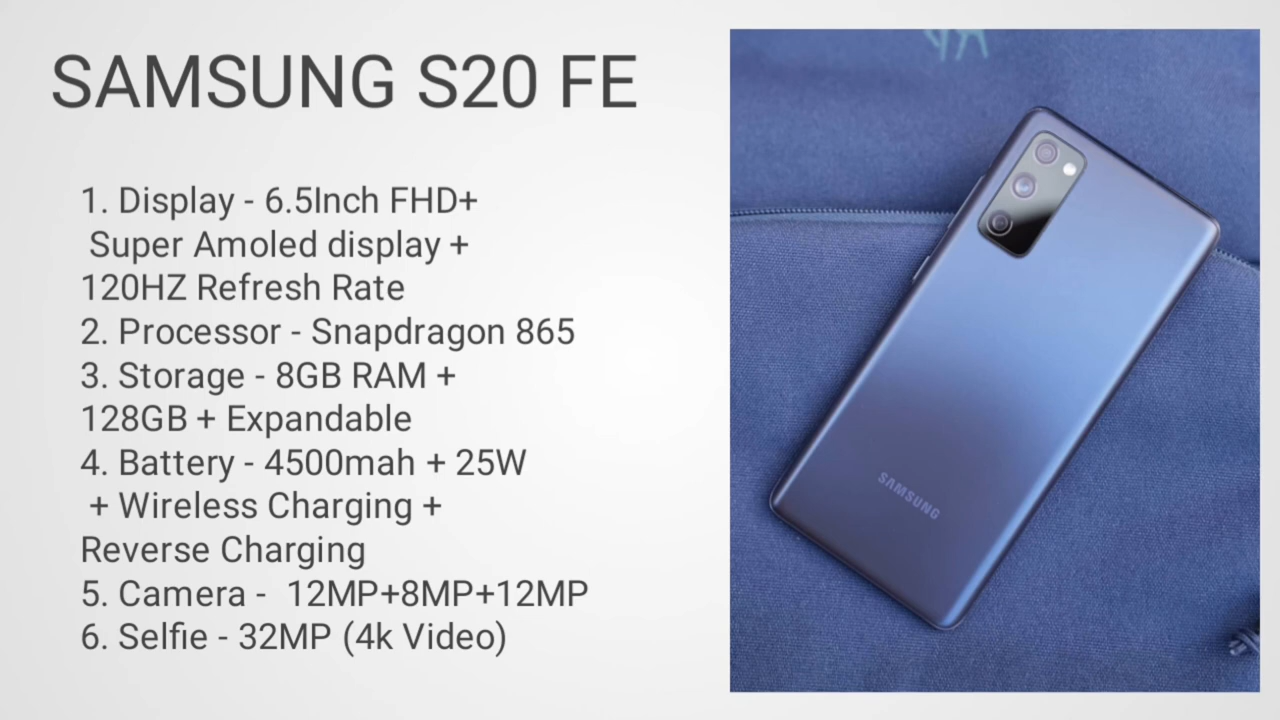 SAMSUNG S20 FE
1. Display - 6.5Inch FHD+
Super Amoled display +
120HZ Refresh Rate
2. Processor - Snapdragon 865
3. Storage - 8GB RAM +
128GB + Expandable
4. Battery - 4500mah + 25W
+ Wireless Charging +
Reverse Charging
5. Camera - 12MP+8MP+12MP
6. Selfie - 32MP (4k Video)
SAMSUNG